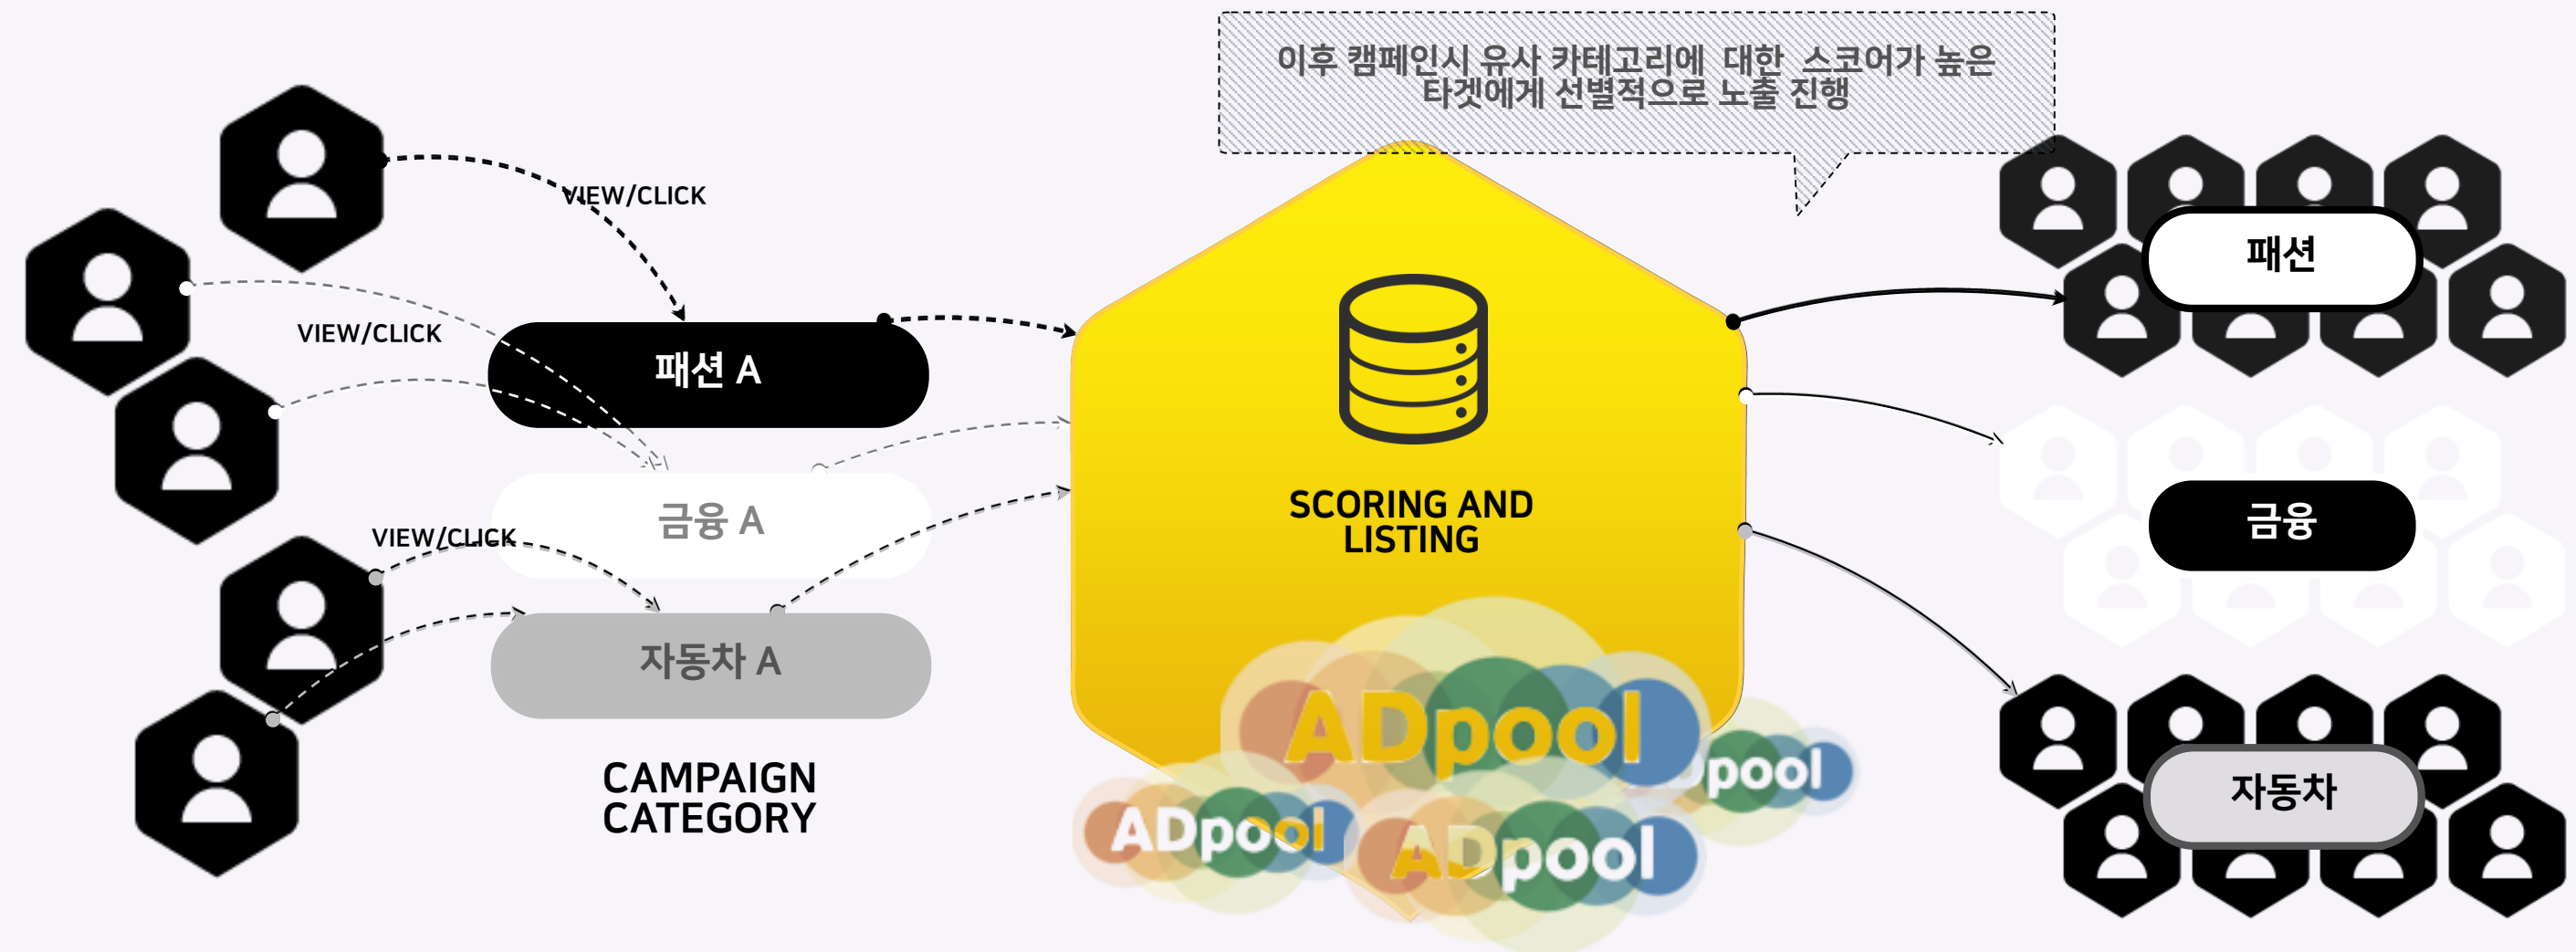 이후 캠페인시 유사 카테고리에 대한 스코어가 높은
타겟에게 선별적으로 노출 진행
VIEW/CLICK
VIEW/CLICK
VIEW/CLICK
패션 A
금융 A
자동차 A
CAMPAIGN
CATEGORY
SCORING AND
LISTING
ADpool
pool
ADpool
ADpool
패션
금융
자동차